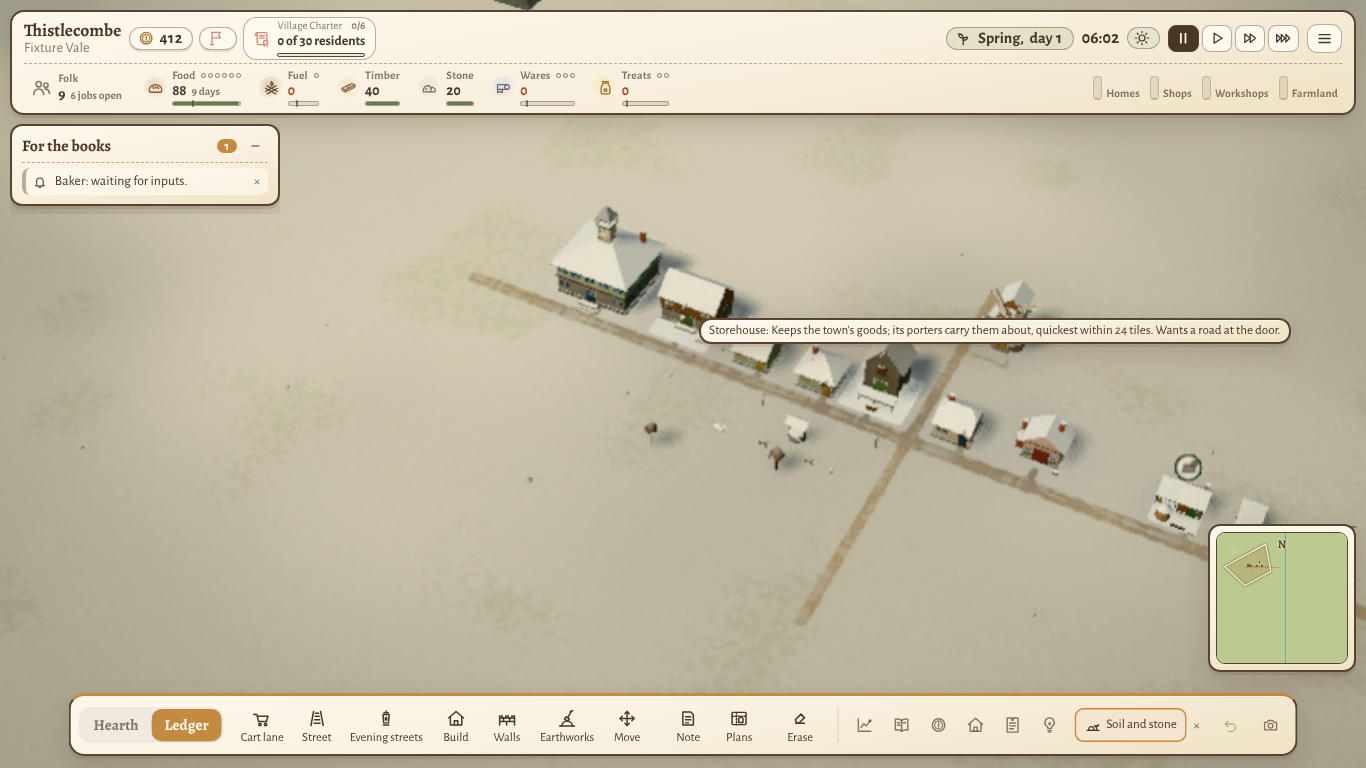 Thistlecombe
Fixture Vale
412
Village Charter 0/6
0 of 30 residents
Spring, day 1
06:02
Folk
9 6 jobs open
Food
88 9 days
Fuel
0
Timber
40
Stone
20
Wares
0
Treats
0
Homes
Shops
Workshops
Farmland
For the books
1
Baker: waiting for inputs.
Storehouse: Keeps the town's goods; its porters carry them about, quickest within 24 tiles. Wants a road at the door.
N
Hearth
Ledger
Cart lane
Street
Evening streets
Build
Walls
Earthworks
Move
Note
Plans
Erase
Soil and stone